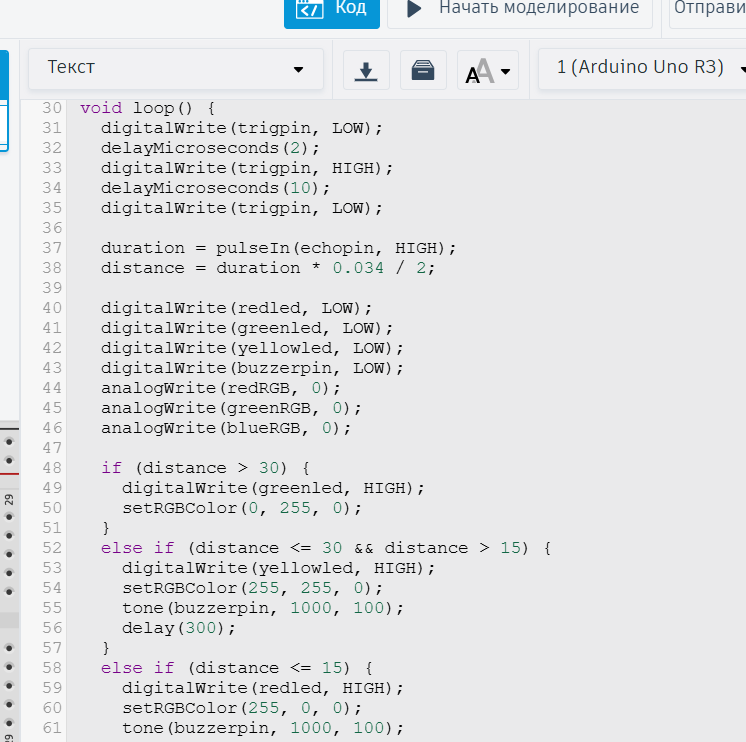 Код
Начать моделирование
Отправи
Текст
1 (Arduino Uno R3)
30 void loop() {
31   digitalWrite(trigpin, LOW);
32   delayMicroseconds(2);
33   digitalWrite(trigpin, HIGH);
34   delayMicroseconds(10);
35   digitalWrite(trigpin, LOW);
36
37   duration = pulseIn(echopin, HIGH);
38   distance = duration * 0.034 / 2;
39
40   digitalWrite(redled, LOW);
41   digitalWrite(greenled, LOW);
42   digitalWrite(yellowled, LOW);
43   digitalWrite(buzzerpin, LOW);
44   analogWrite(redRGB, 0);
45   analogWrite(greenRGB, 0);
46   analogWrite(blueRGB, 0);
47
48   if (distance > 30) {
49     digitalWrite(greenled, HIGH);
50     setRGBColor(0, 255, 0);
51   }
52   else if (distance <= 30 && distance > 15) {
53     digitalWrite(yellowled, HIGH);
54     setRGBColor(255, 255, 0);
55     tone(buzzerpin, 1000, 100);
56     delay(300);
57   }
58   else if (distance <= 15) {
59     digitalWrite(redled, HIGH);
60     setRGBColor(255, 0, 0);
61     tone(buzzerpin, 1000, 100);
29
29